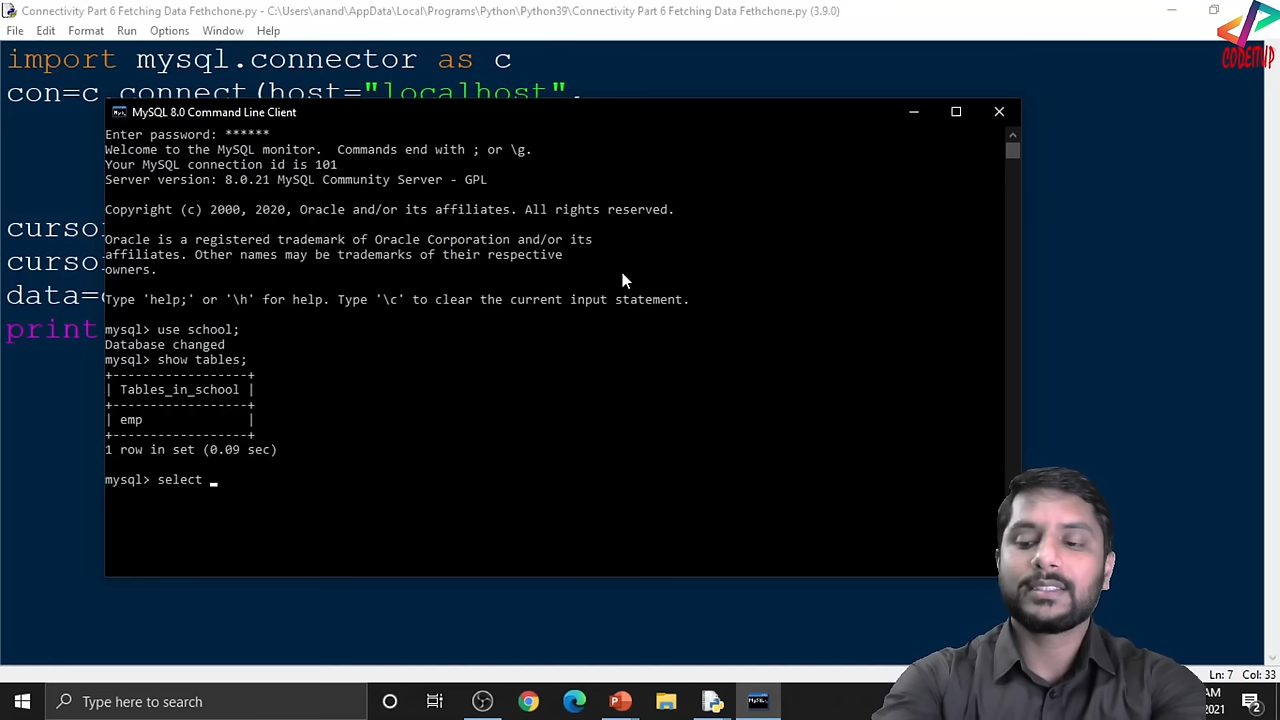 Connectivity Part 6 Fetching Data Fethchone.py - C:\Users\anand\AppData\Local\Programs\Python\Python39\Connectivity Part 6 Fetching Data Fethchone.py (3.9.0)
File Edit Format Run Options Window Help
CODEITUP
import mysql.connector as c
con=c.connect(host="localhost",
MySQL 8.0 Command Line Client
Enter password: ******
Welcome to the MySQL monitor.  Commands end with ; or \g.
Your MySQL connection id is 101
Server version: 8.0.21 MySQL Community Server - GPL
Copyright (c) 2000, 2020, Oracle and/or its affiliates. All rights reserved.
Oracle is a registered trademark of Oracle Corporation and/or its
affiliates. Other names may be trademarks of their respective
owners.
Type 'help;' or '\h' for help. Type '\c' to clear the current input statement.
mysql> use school;
Database changed
mysql> show tables;
+------------------+
| Tables_in_school |
+------------------+
| emp              |
+------------------+
1 row in set (0.09 sec)
mysql> select _
curso
curso
data=
print
Ln: 7 Col: 33
Type here to search
AM
2021
2